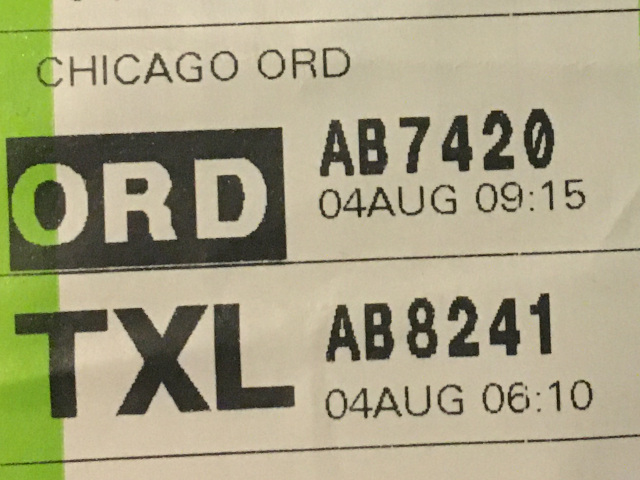 CHICAGO ORD
ORD
AB7420
04AUG 09:15
TXL
AB8241
04AUG 06:10